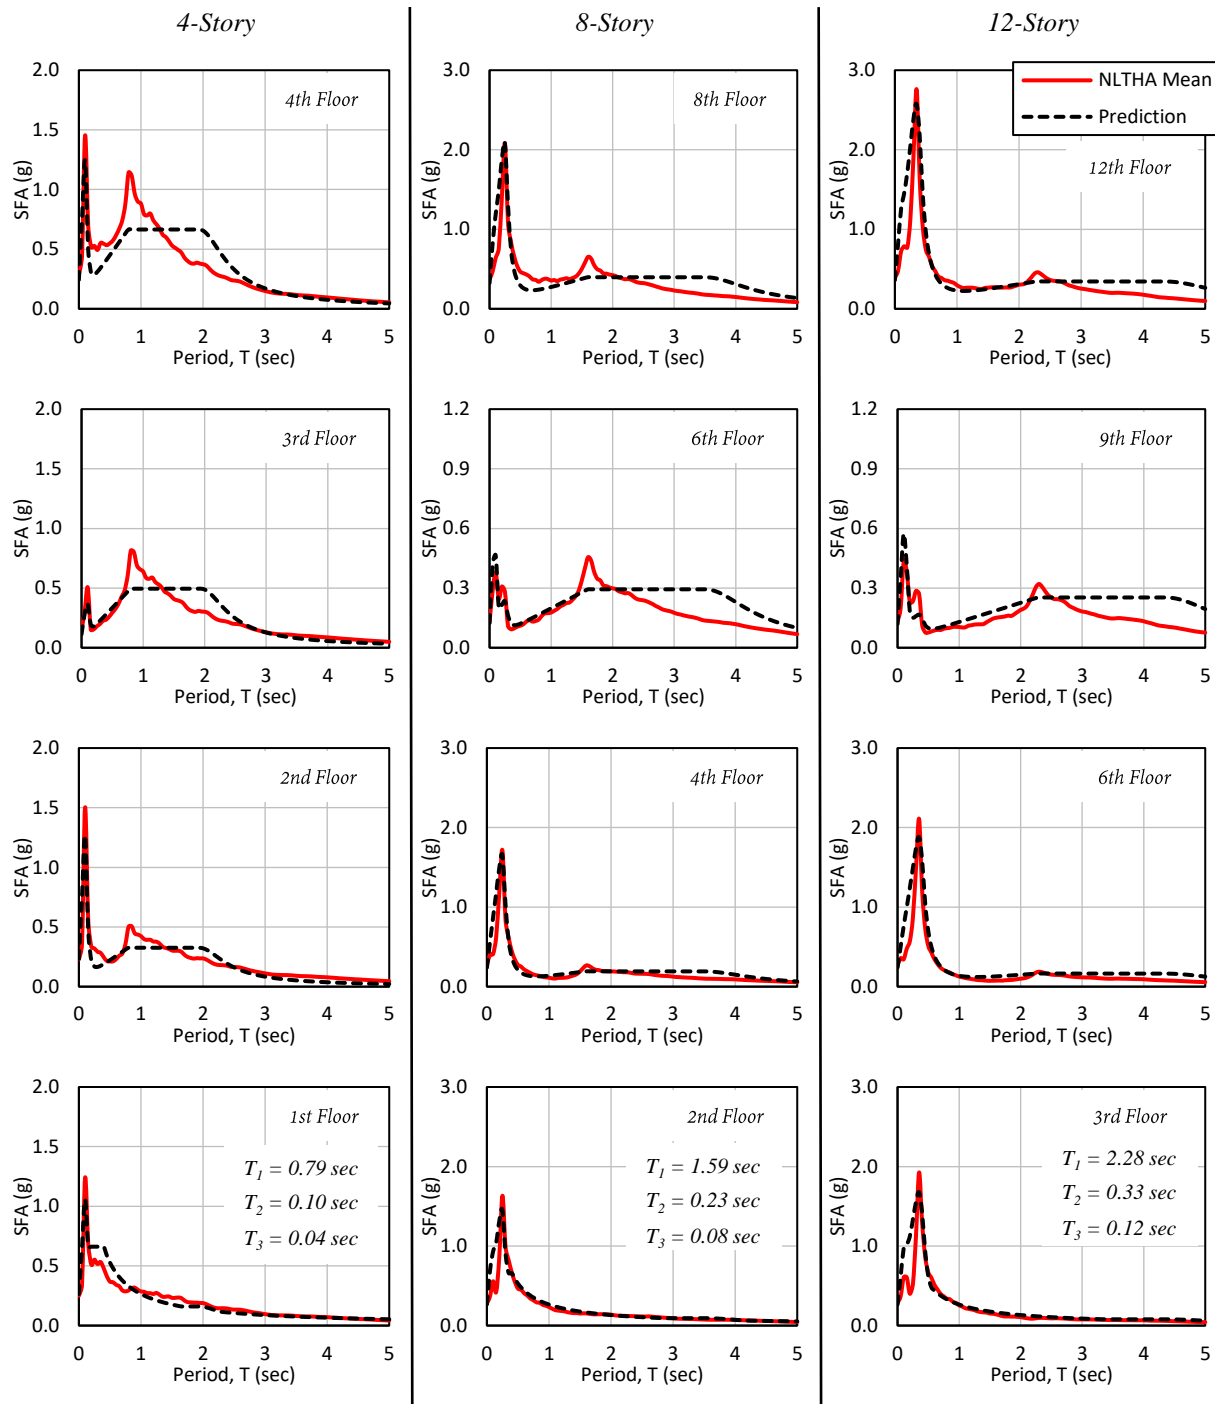 4-Story
8-Story
12-Story
2.0
1.5
1.0
0.5
0.0
SFA (g)
4th Floor
0 1 2 3 4 5
Period, T (sec)
3.0
2.0
1.0
0.0
SFA (g)
8th Floor
0 1 2 3 4 5
Period, T (sec)
3.0
2.0
1.0
0.0
SFA (g)
NLTHA Mean
Prediction
12th Floor
0 1 2 3 4 5
Period, T (sec)
2.0
1.5
1.0
0.5
0.0
SFA (g)
3rd Floor
0 1 2 3 4 5
Period, T (sec)
1.2
0.9
0.6
0.3
0.0
SFA (g)
6th Floor
0 1 2 3 4 5
Period, T (sec)
1.2
0.9
0.6
0.3
0.0
SFA (g)
9th Floor
0 1 2 3 4 5
Period, T (sec)
2.0
1.5
1.0
0.5
0.0
SFA (g)
2nd Floor
0 1 2 3 4 5
Period, T (sec)
3.0
2.0
1.0
0.0
SFA (g)
4th Floor
0 1 2 3 4 5
Period, T (sec)
3.0
2.0
1.0
0.0
SFA (g)
6th Floor
0 1 2 3 4 5
Period, T (sec)
2.0
1.5
1.0
0.5
0.0
SFA (g)
1st Floor
T1 = 0.79 sec
T2 = 0.10 sec
T3 = 0.04 sec
0 1 2 3 4 5
Period, T (sec)
3.0
2.0
1.0
0.0
SFA (g)
2nd Floor
T1 = 1.59 sec
T2 = 0.23 sec
T3 = 0.08 sec
0 1 2 3 4 5
Period, T (sec)
3.0
2.0
1.0
0.0
SFA (g)
3rd Floor
T1 = 2.28 sec
T2 = 0.33 sec
T3 = 0.12 sec
0 1 2 3 4 5
Period, T (sec)